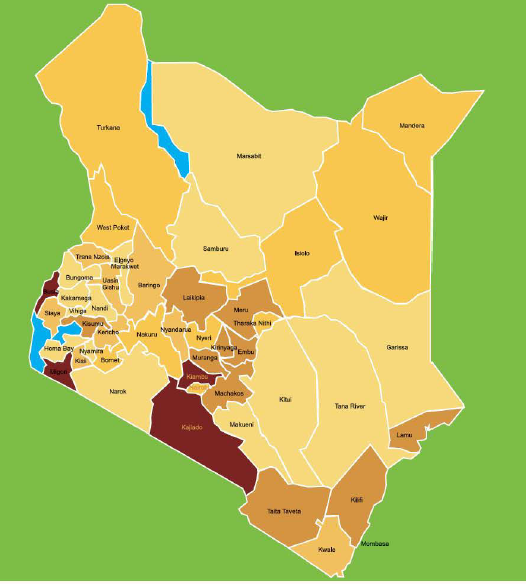 Turkana
Mandera
Marsabit
Wajir
West Pokot
Samburu
Isiolo
Trans Nzoia
Elgeyo
Marakwet
Bungoma
Uasin
Gishu
Baringo
Laikipia
Kakamega
Nandi
Siaya
Vihiga
Meru
Kisumu
Kericho
Nakuru
Nyandarua
Tharaka Nithi
Nyeri
Kirinyaga
Embu
Garissa
Homa Bay
Nyamira
Muranga
Kisii
Bomet
Migori
Kiambu
Narok
Machakos
Kitui
Tana River
Kajiado
Makueni
Lamu
Kilifi
Taita Taveta
Mombasa
Kwale